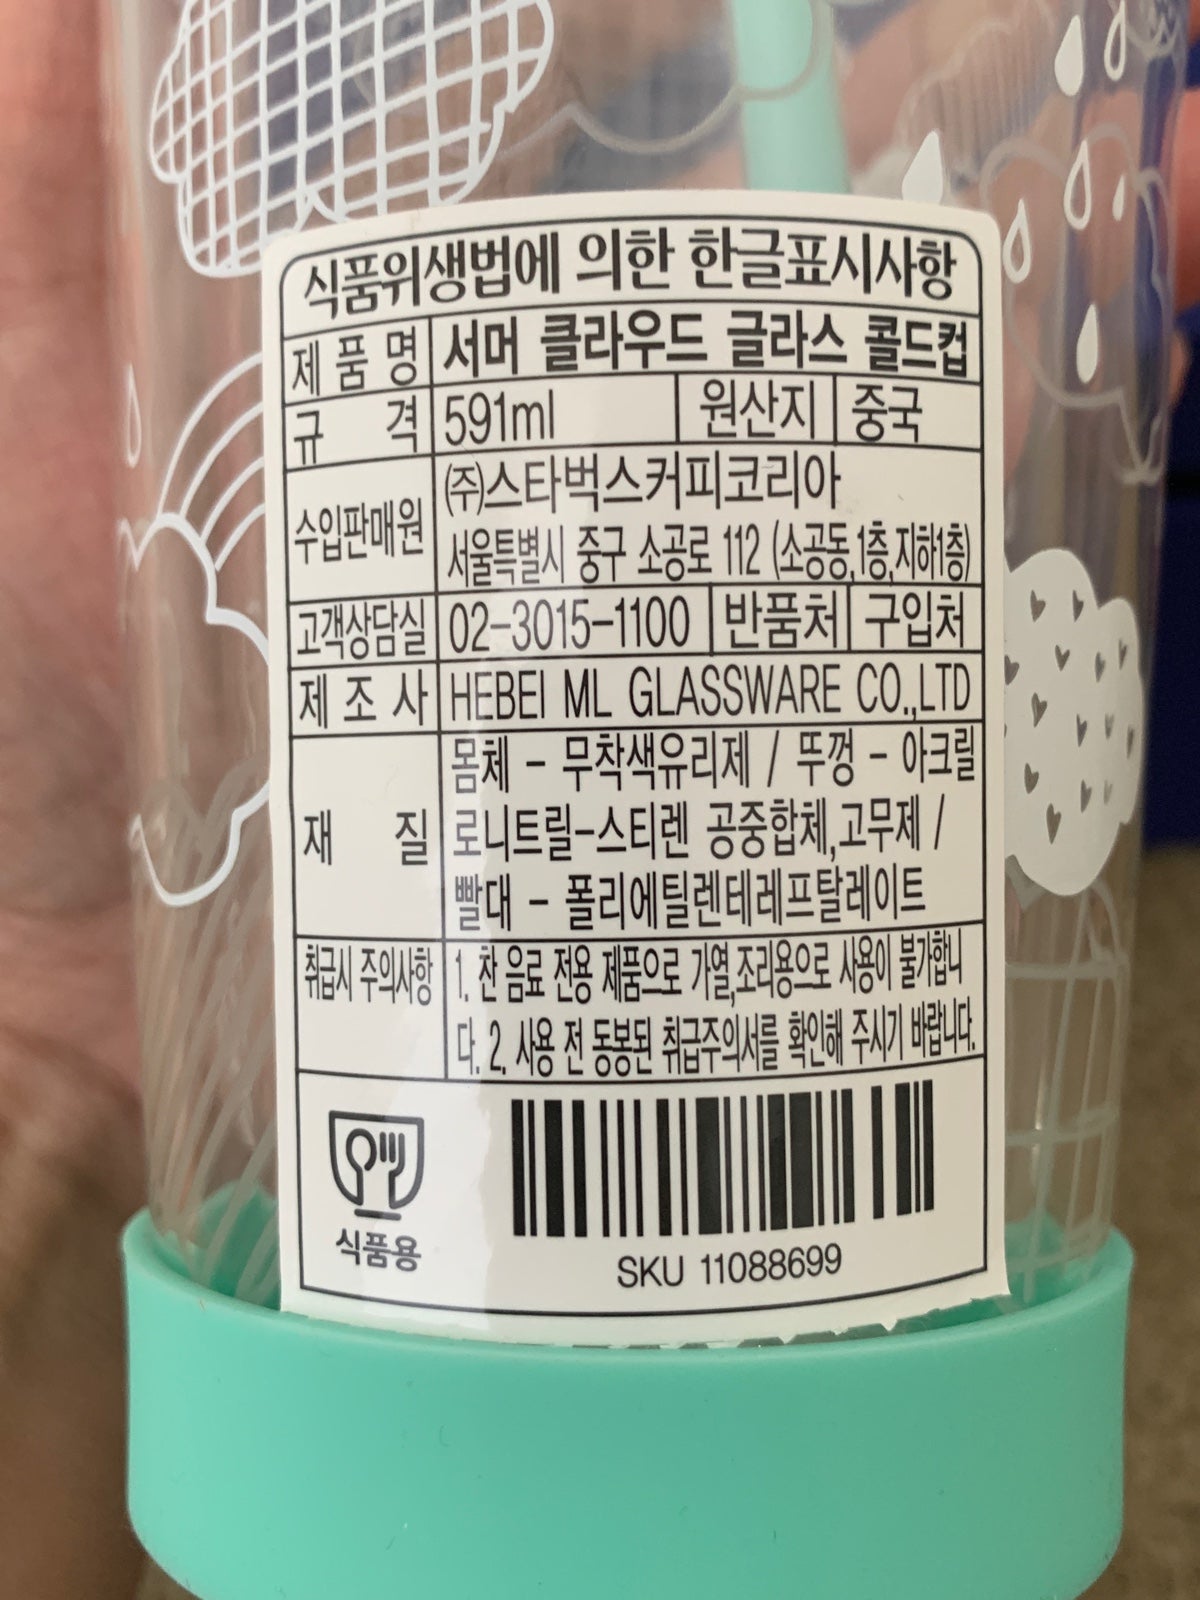 식품위생법에 의한 한글표시사항
제 품 명 서머 클라우드 글라스 콜드컵
규 격 591ml 원산지 중국
수입판매원 (주)스타벅스커피코리아
서울특별시 중구 소공로 112 (소공동,1층,지하1층)
고객상담실 02-3015-1100 반품처 구입처
제 조 사 HEBEI ML GLASSWARE CO.,LTD
재 질 몸체 - 무착색유리제 / 뚜껑 - 아크릴
로니트릴-스티렌 공중합체,고무제 /
빨대 - 폴리에틸렌테레프탈레이트
취급시 주의사항 1. 찬 음료 전용 제품으로 가열,조리용으로 사용이 불가합니
다. 2. 사용 전 동봉된 취급주의서를 확인해 주시기 바랍니다.
식품용
SKU 11088699